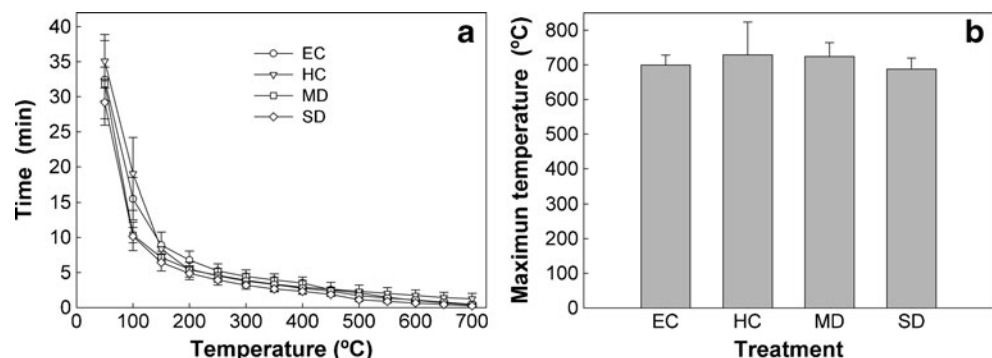 a
EC
HC
MD
SD
40
35
30
25
20
15
10
5
0
Time (min)
0 100 200 300 400 500 600 700
Temperature (ºC)
b
800
700
600
500
400
300
200
100
0
Maximun temperature (ºC)
EC HC MD SD
Treatment